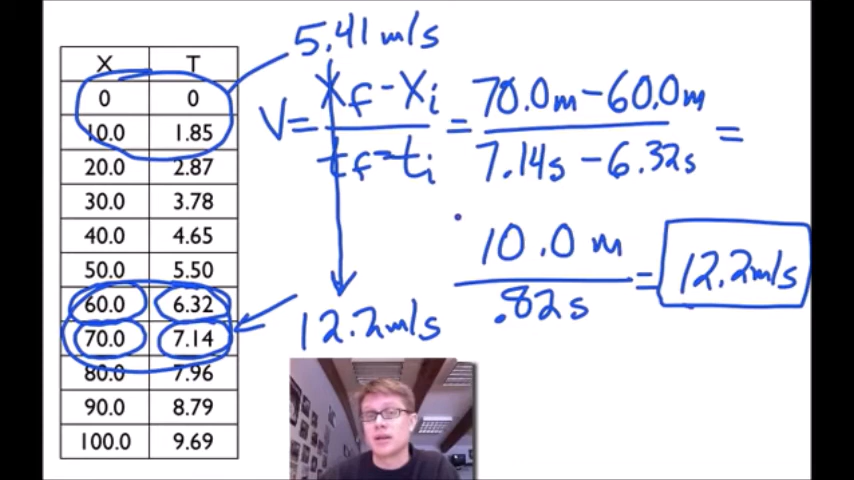 5.41 m/s
X T
0 0
10.0 1.85
20.0 2.87
30.0 3.78
40.0 4.65
50.0 5.50
60.0 6.32
70.0 7.14
80.0 7.96
90.0 8.79
100.0 9.69
V = Xf - Xi / tf - ti = 70.0m - 60.0m / 7.14s - 6.32s =
10.0 m / .82s = 12.2m/s
12.2m/s